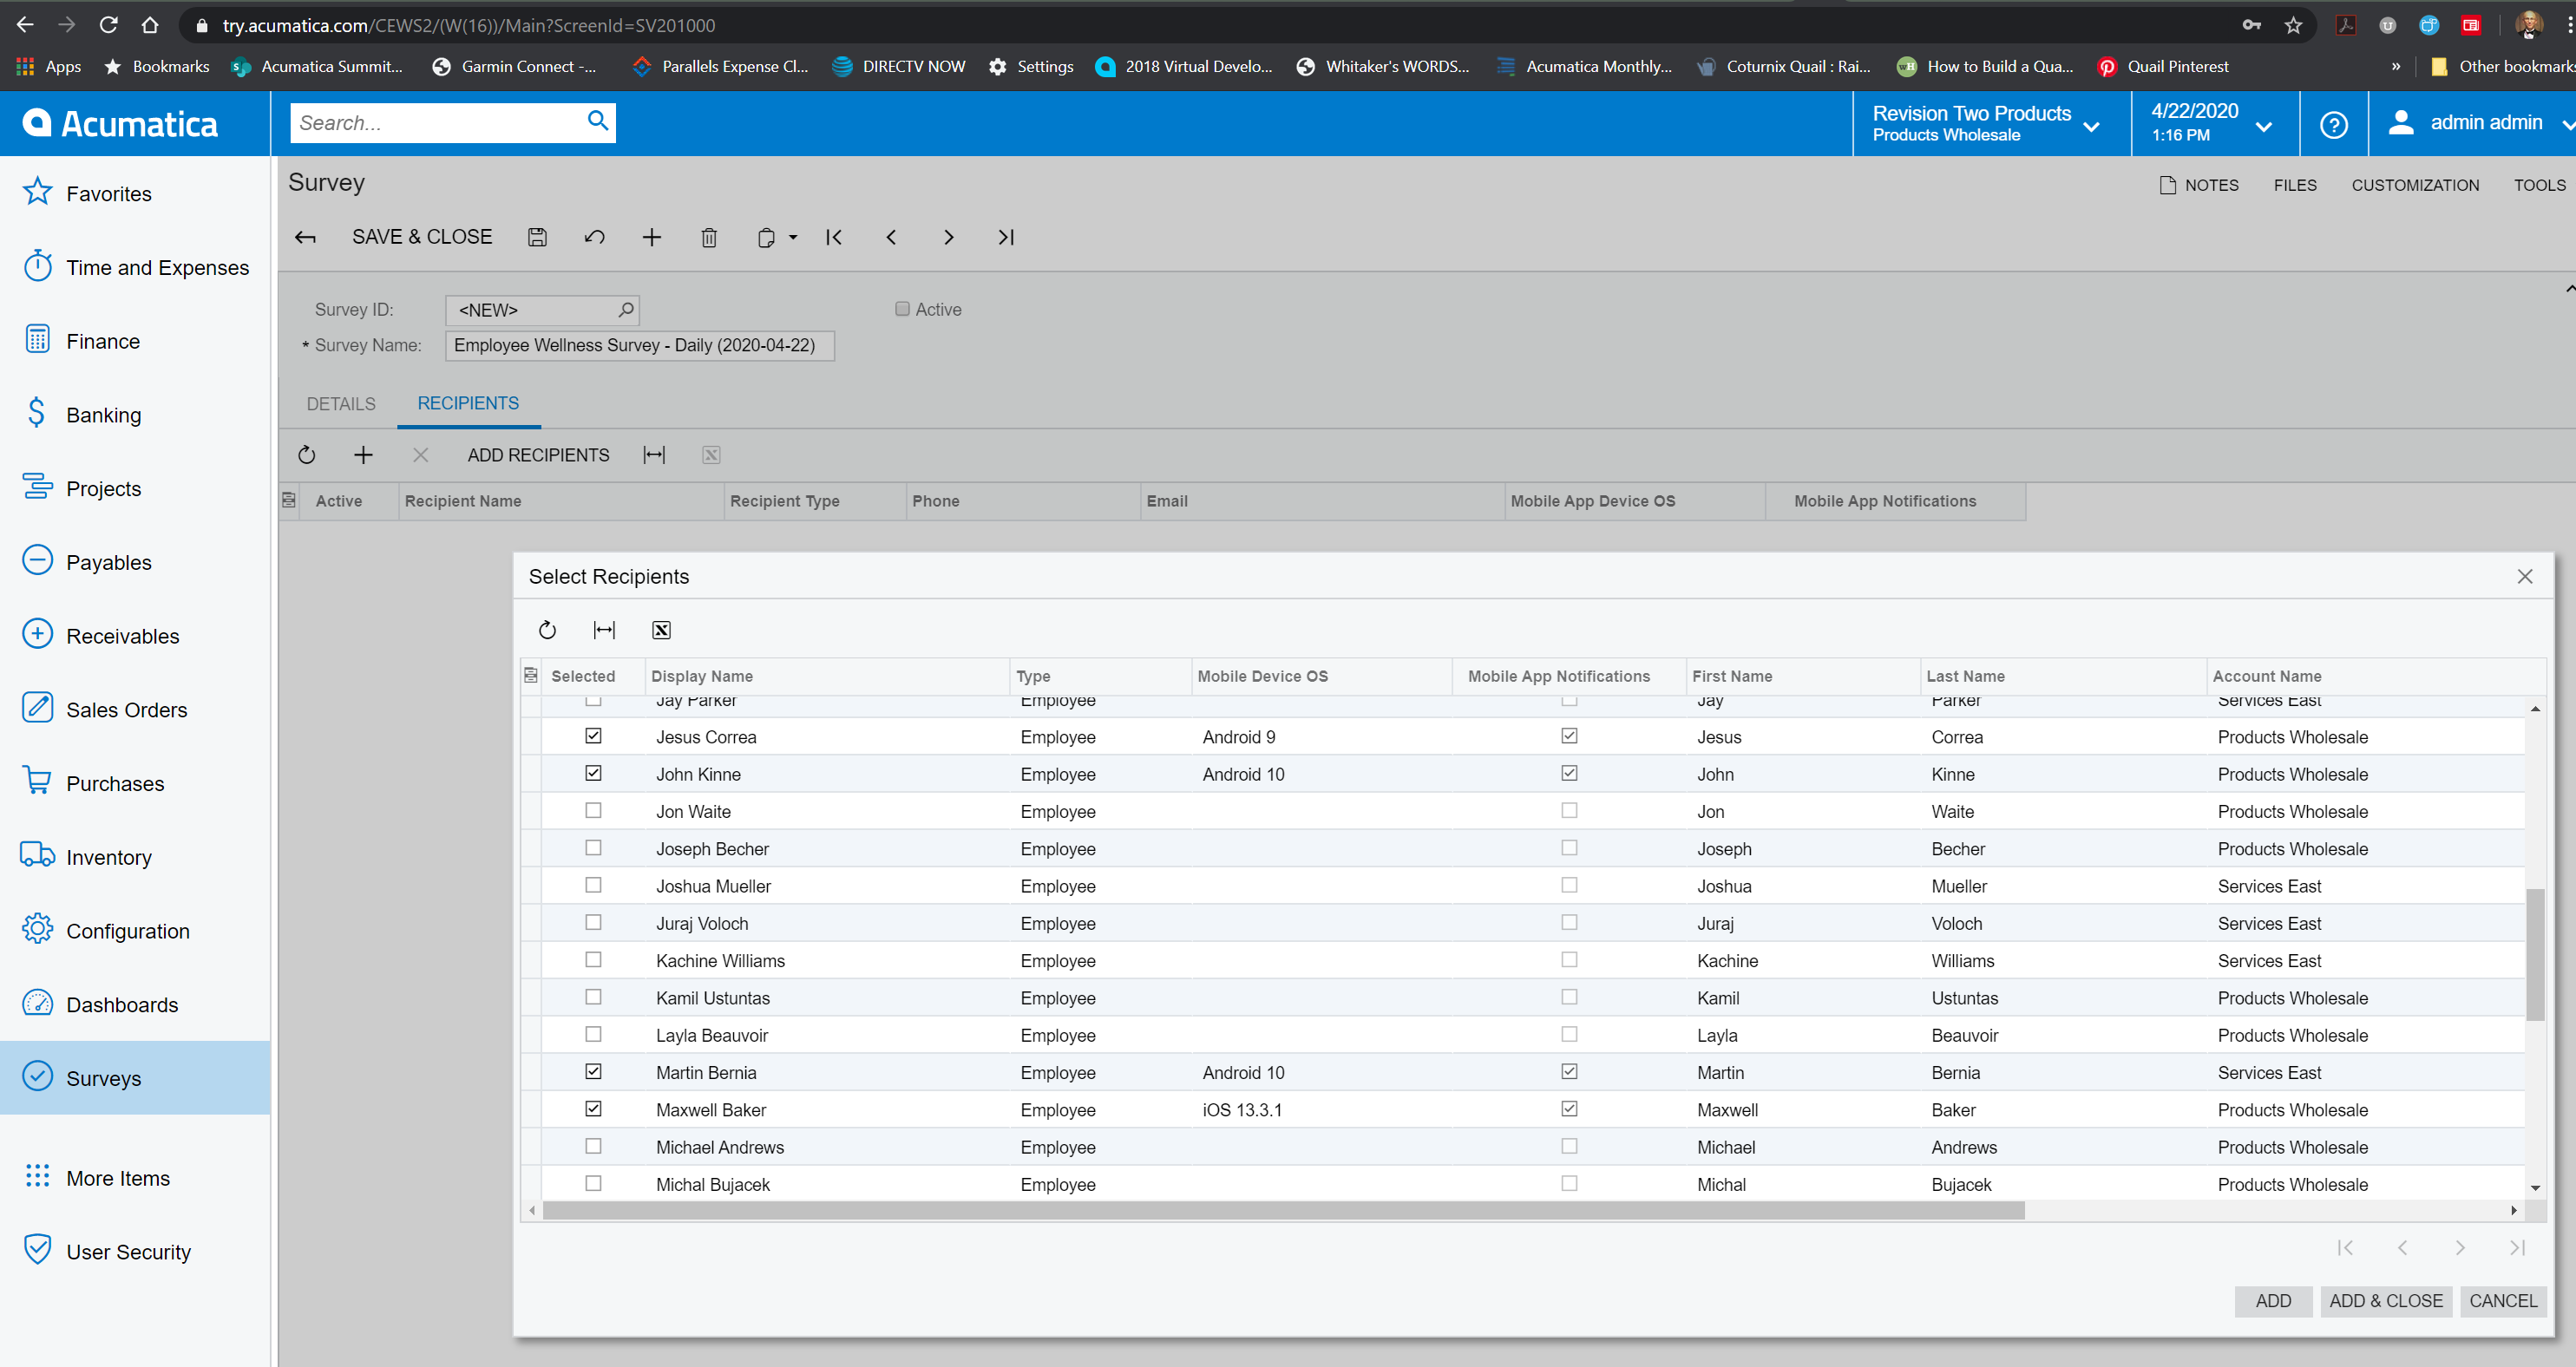 try.acumatica.com/CEWS2/(W(16))/Main?ScreenId=SV201000
Apps Bookmarks Acumatica Summit... Garmin Connect -... Parallels Expense Cl... DIRECTV NOW Settings 2018 Virtual Develo... Whitaker's WORDS... Acumatica Monthly... Coturnix Quail : Rai... How to Build a Qua... Quail Pinterest » Other bookmarks
Acumatica
Search...
Revision Two Products
Products Wholesale
4/22/2020
1:16 PM
admin admin
Favorites
Time and Expenses
Finance
Banking
Projects
Payables
Receivables
Sales Orders
Purchases
Inventory
Configuration
Dashboards
Surveys
More Items
User Security
Survey
NOTES FILES CUSTOMIZATION TOOLS
SAVE & CLOSE
Survey ID: <NEW> Active
* Survey Name: Employee Wellness Survey - Daily (2020-04-22)
DETAILS RECIPIENTS
ADD RECIPIENTS
Active Recipient Name Recipient Type Phone Email Mobile App Device OS Mobile App Notifications
Select Recipients
Selected Display Name Type Mobile Device OS Mobile App Notifications First Name Last Name Account Name
Jay Parker Employee Jay Parker Services East
Jesus Correa Employee Android 9 Jesus Correa Products Wholesale
John Kinne Employee Android 10 John Kinne Products Wholesale
Jon Waite Employee Jon Waite Products Wholesale
Joseph Becher Employee Joseph Becher Products Wholesale
Joshua Mueller Employee Joshua Mueller Services East
Juraj Voloch Employee Juraj Voloch Services East
Kachine Williams Employee Kachine Williams Services East
Kamil Ustuntas Employee Kamil Ustuntas Products Wholesale
Layla Beauvoir Employee Layla Beauvoir Products Wholesale
Martin Bernia Employee Android 10 Martin Bernia Services East
Maxwell Baker Employee iOS 13.3.1 Maxwell Baker Products Wholesale
Michael Andrews Employee Michael Andrews Products Wholesale
Michal Bujacek Employee Michal Bujacek Products Wholesale
ADD ADD & CLOSE CANCEL